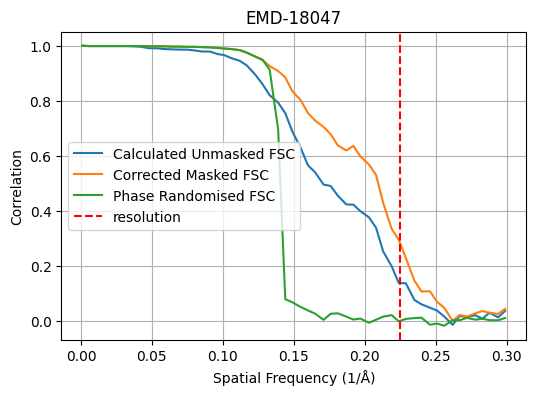 EMD-18047
1.0
0.8
0.6
0.4
0.2
0.0
Correlation
Calculated Unmasked FSC
Corrected Masked FSC
Phase Randomised FSC
resolution
0.00 0.05 0.10 0.15 0.20 0.25 0.30
Spatial Frequency (1/Å)